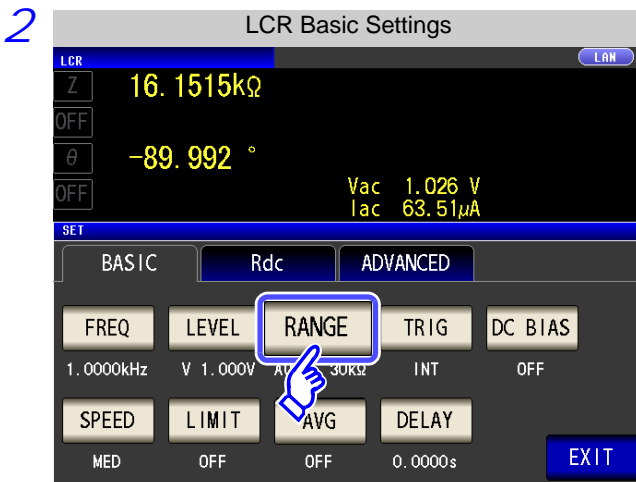 2
LCR Basic Settings
LCR
LAN
Z 16.1515kΩ
OFF
θ -89.992 °
OFF
Vac 1.026 V
Iac 63.51μA
SET
BASIC Rdc ADVANCED
FREQ LEVEL RANGE TRIG DC BIAS
1.0000kHz V 1.000V 30kΩ INT OFF
SPEED LIMIT AVG DELAY
MED OFF OFF 0.0000s
EXIT